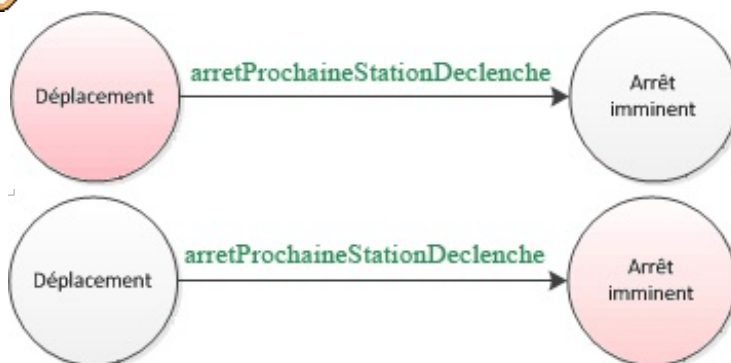 arretProchaineStationDeclenche
Déplacement
Arrêt
imminent
arretProchaineStationDeclenche
Déplacement
Arrêt
imminent